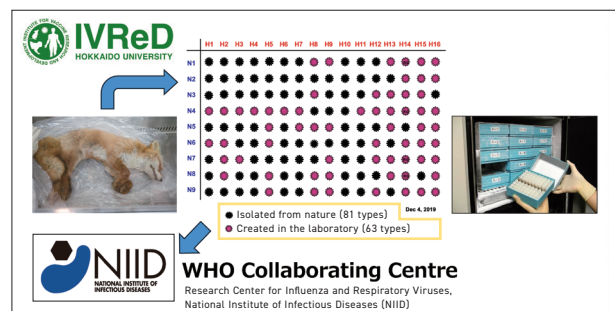 INSTITUTE FOR VACCINE RESEARCH AND DEVELOPMENT
IVReD
HOKKAIDO UNIVERSITY
H1 H2 H3 H4 H5 H6 H7 H8 H9 H10 H11 H12 H13 H14 H15 H16
N1
N2
N3
N4
N5
N6
N7
N8
N9
Dec 4, 2019
Isolated from nature (81 types)
Created in the laboratory (63 types)
NIID
NATIONAL INSTITUTE OF
INFECTIOUS DISEASES
WHO Collaborating Centre
Research Center for Influenza and Respiratory Viruses,
National Institute of Infectious Diseases (NIID)